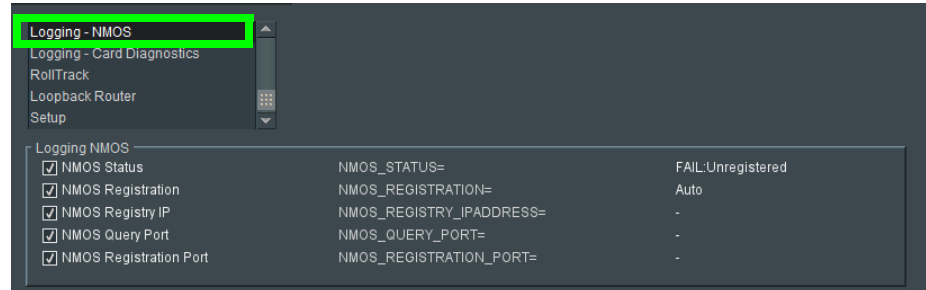 Logging - NMOS
Logging - Card Diagnostics
RollTrack
Loopback Router
Setup
Logging NMOS
NMOS Status NMOS_STATUS= FAIL:Unregistered
NMOS Registration NMOS_REGISTRATION= Auto
NMOS Registry IP NMOS_REGISTRY_IPADDRESS= -
NMOS Query Port NMOS_QUERY_PORT= -
NMOS Registration Port NMOS_REGISTRATION_PORT= -